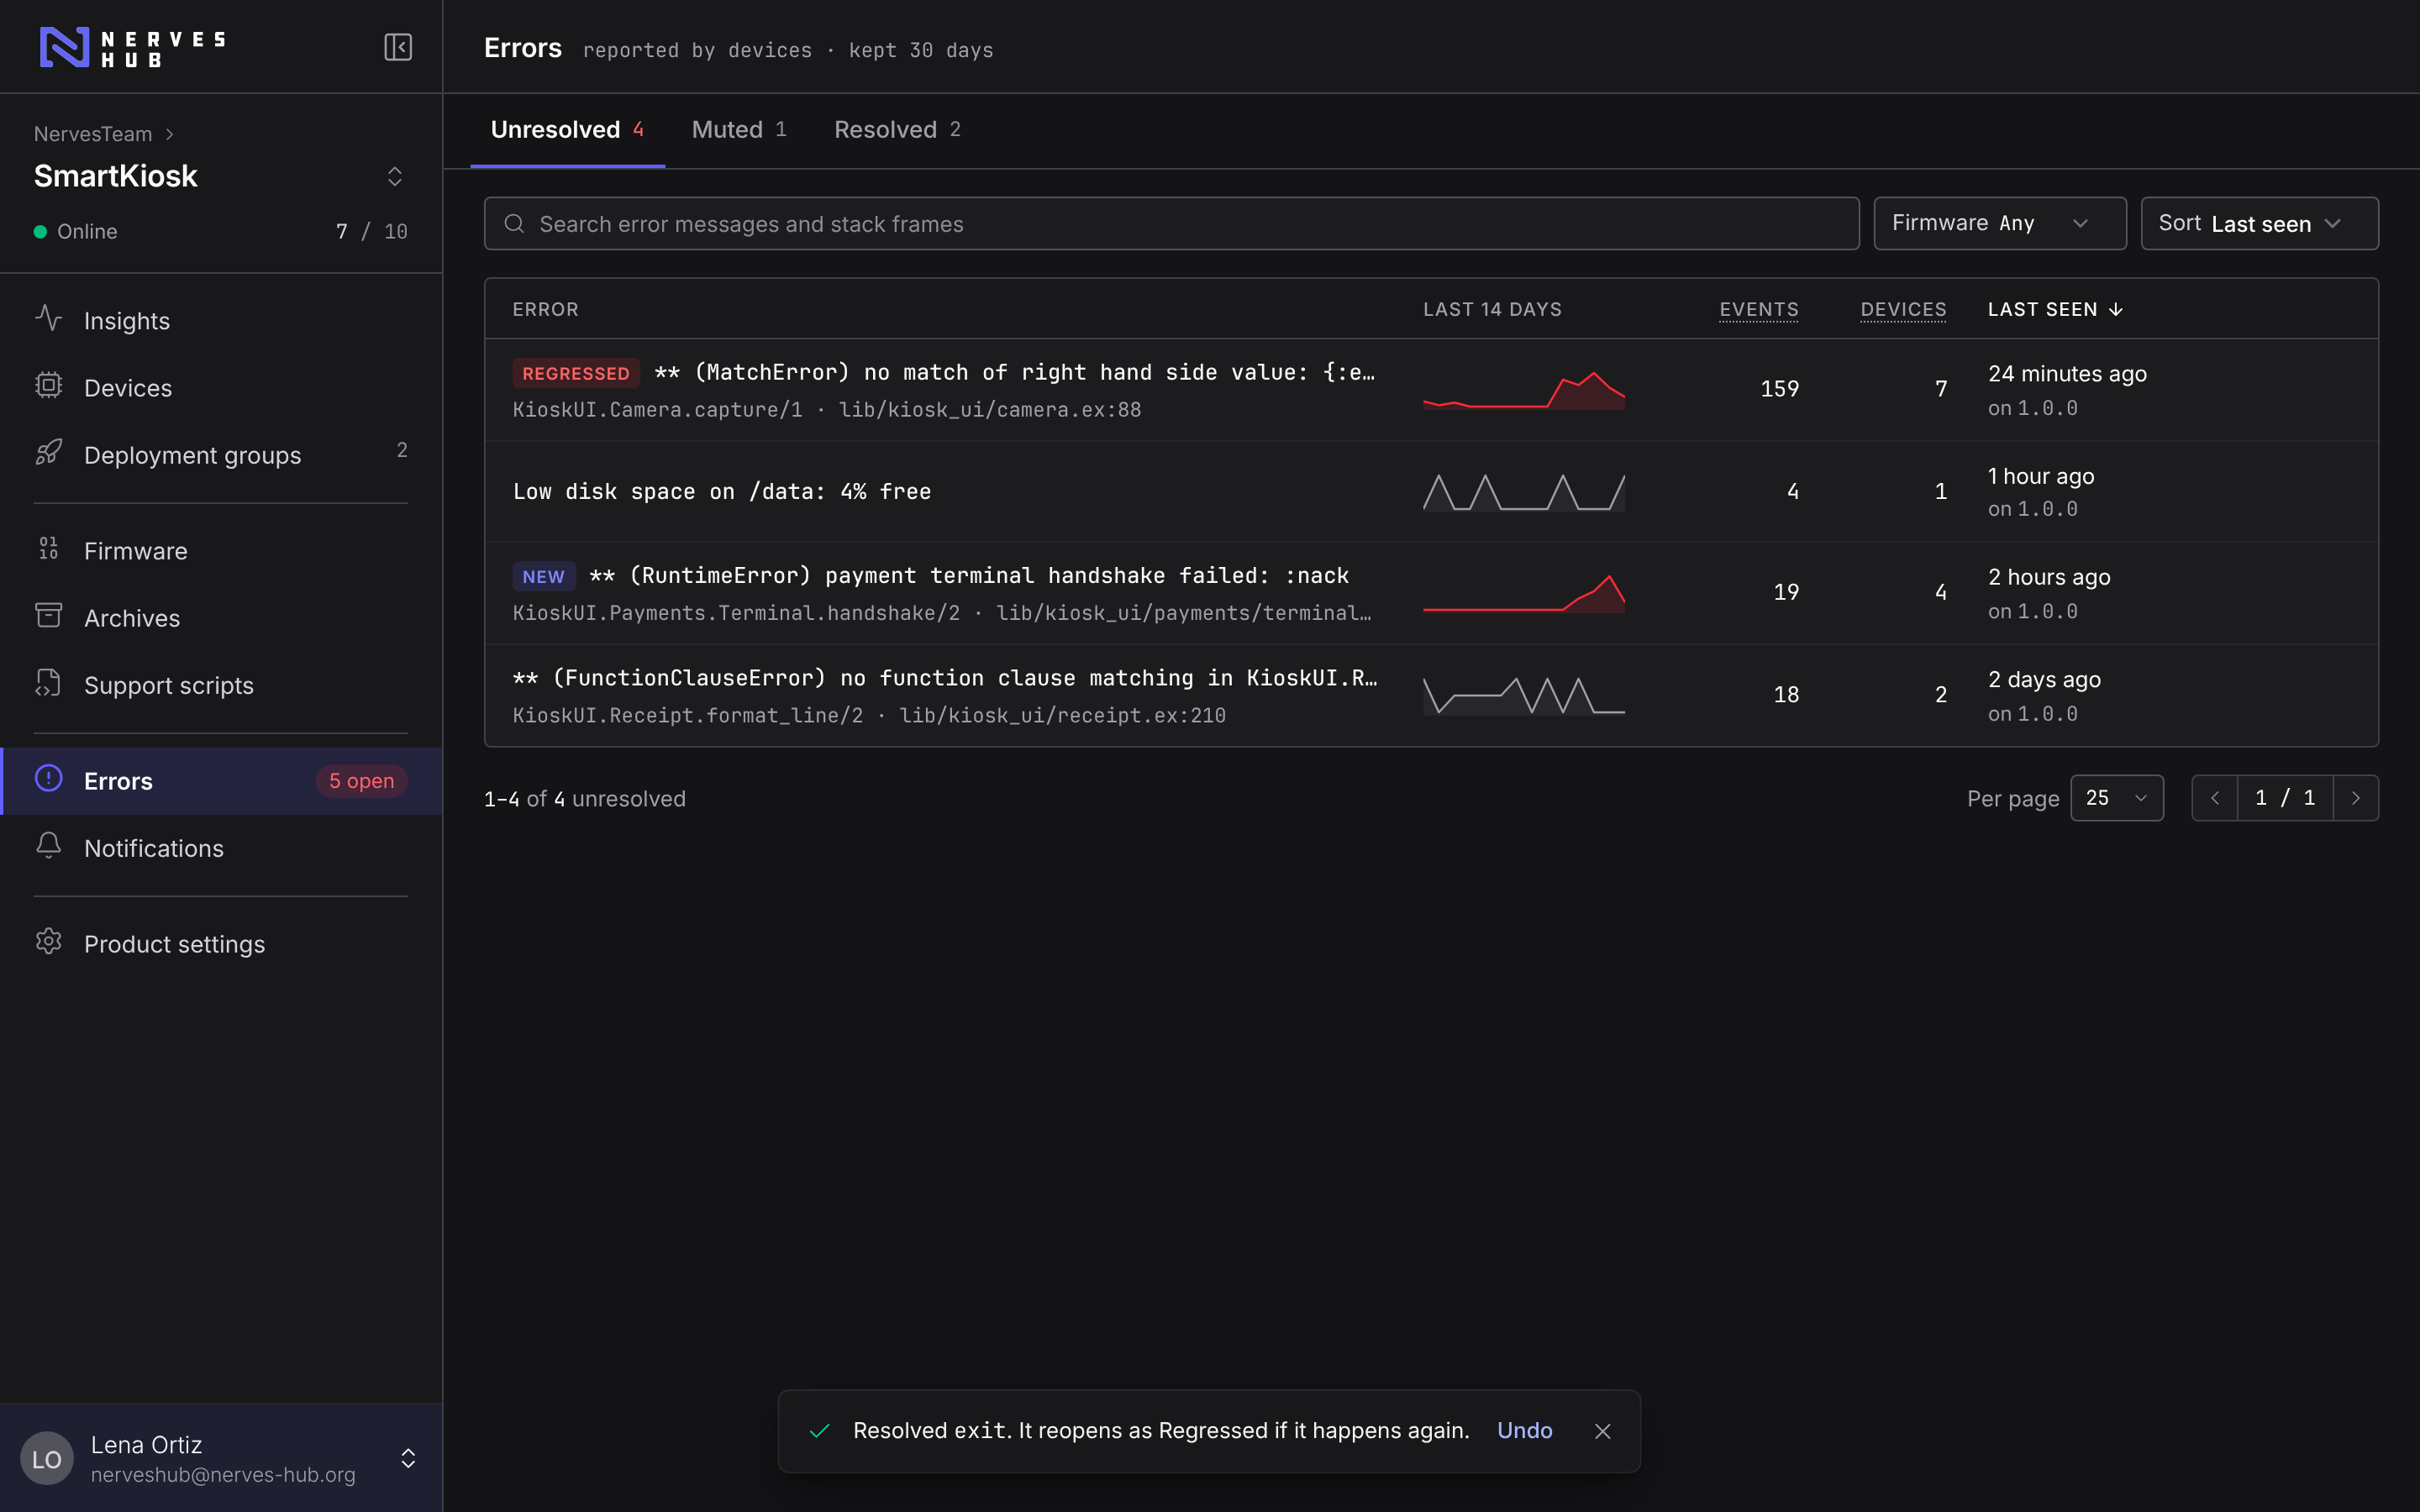 NERVES
HUB
NervesTeam
SmartKiosk
Online 7 / 10
Insights
Devices
Deployment groups 2
Firmware
Archives
Support scripts
Errors 5 open
Notifications
Product settings
LO
Lena Ortiz
nerveshub@nerves-hub.org
Errors reported by devices · kept 30 days
Unresolved 4 Muted 1 Resolved 2
Search error messages and stack frames
Firmware Any
Sort Last seen
ERROR LAST 14 DAYS EVENTS DEVICES LAST SEEN ↓
REGRESSED ** (MatchError) no match of right hand side value: {:e… 159 7 24 minutes ago
KioskUI.Camera.capture/1 · lib/kiosk_ui/camera.ex:88 on 1.0.0
Low disk space on /data: 4% free 4 1 1 hour ago
on 1.0.0
NEW ** (RuntimeError) payment terminal handshake failed: :nack 19 4 2 hours ago
KioskUI.Payments.Terminal.handshake/2 · lib/kiosk_ui/payments/terminal… on 1.0.0
** (FunctionClauseError) no function clause matching in KioskUI.R… 18 2 2 days ago
KioskUI.Receipt.format_line/2 · lib/kiosk_ui/receipt.ex:210 on 1.0.0
1–4 of 4 unresolved
Per page 25 1 / 1
Resolved exit. It reopens as Regressed if it happens again. Undo